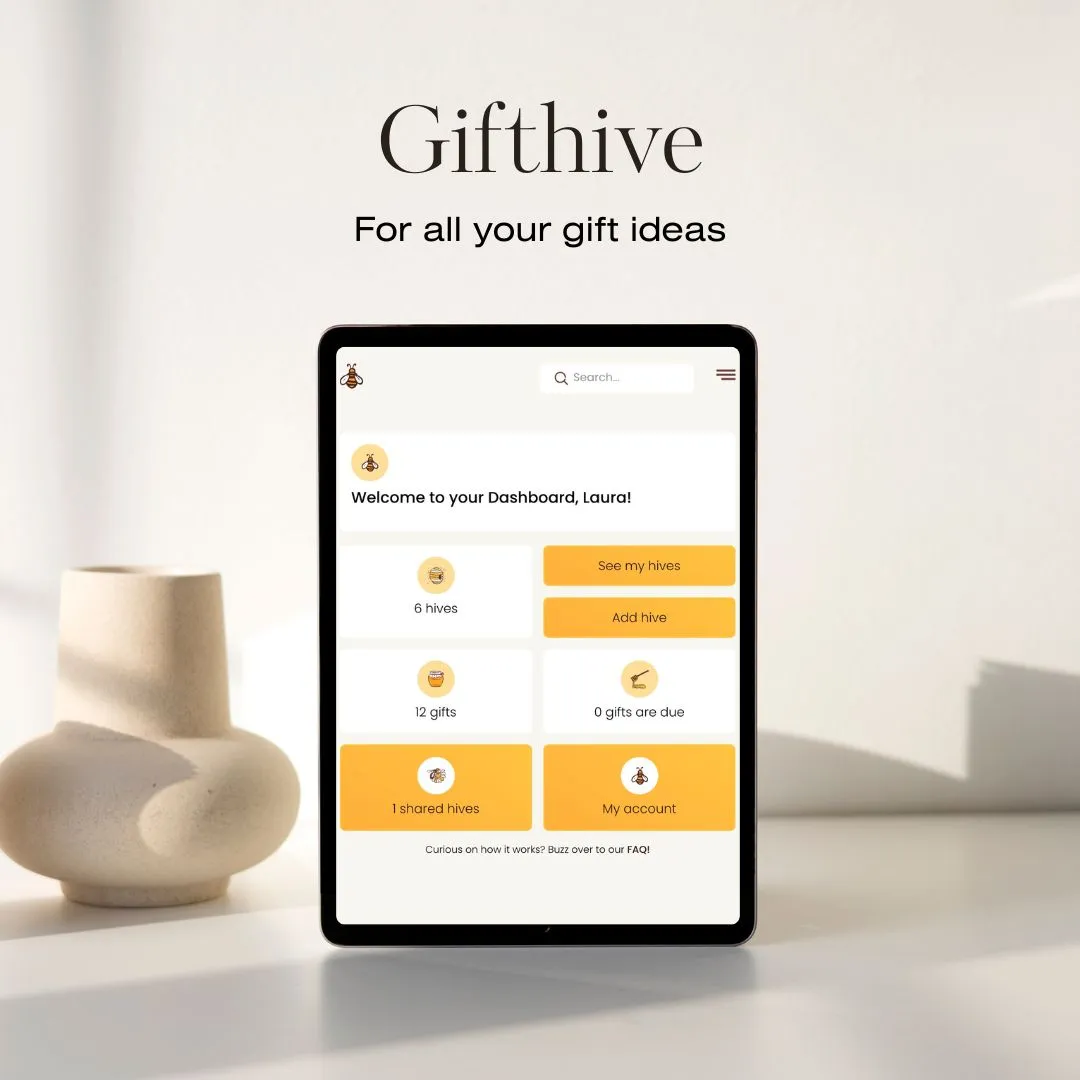 Gifthive
For all your gift ideas
Search...
Welcome to your Dashboard, Laura!
6 hives
See my hives
Add hive
12 gifts
0 gifts are due
1 shared hives
My account
Curious on how it works? Buzz over to our FAQ!